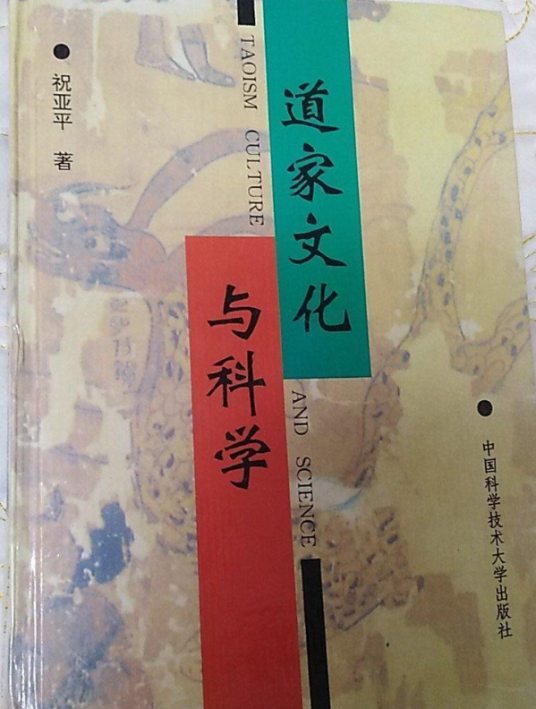 道家文化
与科学
TAOISM CULTURE
AND SCIENCE
祝亚平 著
中国科学技术大学出版社